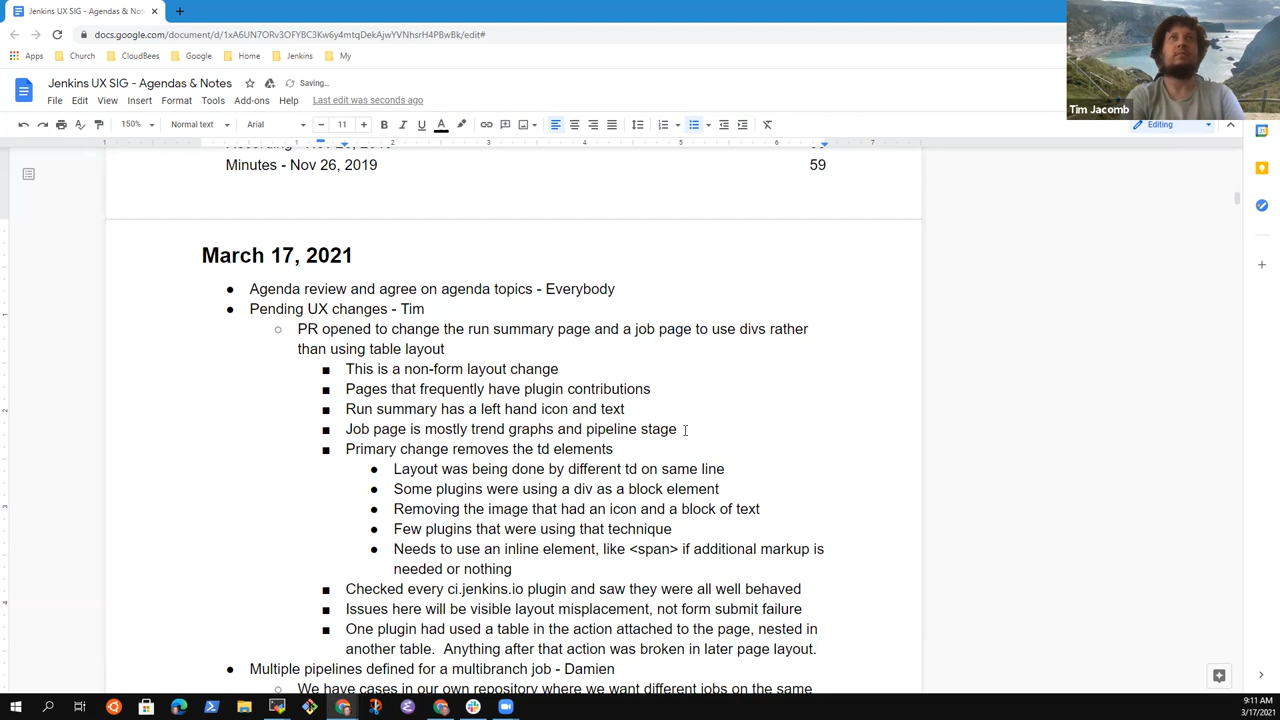 Jenkins UX SIG - Agendas & Not
docs.google.com/document/d/1xA6UN7ORv3OFYBC3Kw6y4mtqDekAjwYVNhsrH4PBwBk/edit#
Apps Church CloudBees Google Home Jenkins My
Jenkins UX SIG - Agendas & Notes Saving...
File Edit View Insert Format Tools Add-ons Help Last edit was seconds ago
Tim Jacomb
150% Normal text Arial 11 Editing
Minutes - Nov 26, 2019 59
March 17, 2021
Agenda review and agree on agenda topics - Everybody
Pending UX changes - Tim
PR opened to change the run summary page and a job page to use divs rather
than using table layout
This is a non-form layout change
Pages that frequently have plugin contributions
Run summary has a left hand icon and text
Job page is mostly trend graphs and pipeline stage
Primary change removes the td elements
Layout was being done by different td on same line
Some plugins were using a div as a block element
Removing the image that had an icon and a block of text
Few plugins that were using that technique
Needs to use an inline element, like <span> if additional markup is
needed or nothing
Checked every ci.jenkins.io plugin and saw they were all well behaved
Issues here will be visible layout misplacement, not form submit failure
One plugin had used a table in the action attached to the page, nested in
another table. Anything after that action was broken in later page layout.
Multiple pipelines defined for a multibranch job - Damien
We have cases in our own repository where we want different jobs on the same
9:11 AM
3/17/2021